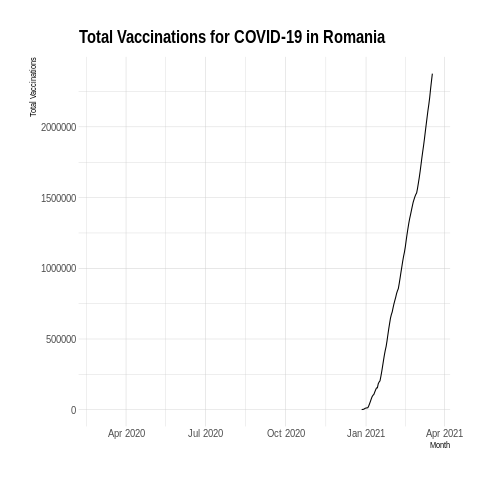 Total Vaccinations for COVID-19 in Romania
Total Vaccinations
2000000
1500000
1000000
500000
0
Apr 2020 Jul 2020 Oct 2020 Jan 2021 Apr 2021
Month